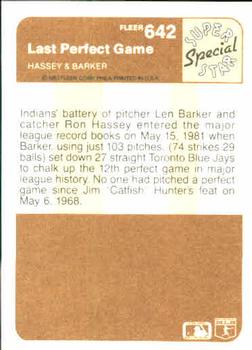 FLEER 642
SUPER
Special
STAR
Last Perfect Game
HASSEY & BARKER
© 1983 FLEER CORP. PHILA. PRINTED IN U.S.A.
Indians' battery of pitcher Len Barker and
catcher Ron Hassey entered the major
league record books on May 15, 1981 when
Barker, using just 103 pitches. (74 strikes 29
balls) set down 27 straight Toronto Blue Jays
to chalk up the 12th perfect game in major
league history. No one had pitched a perfect
game since Jim "Catfish" Hunter's feat on
May 6, 1968.